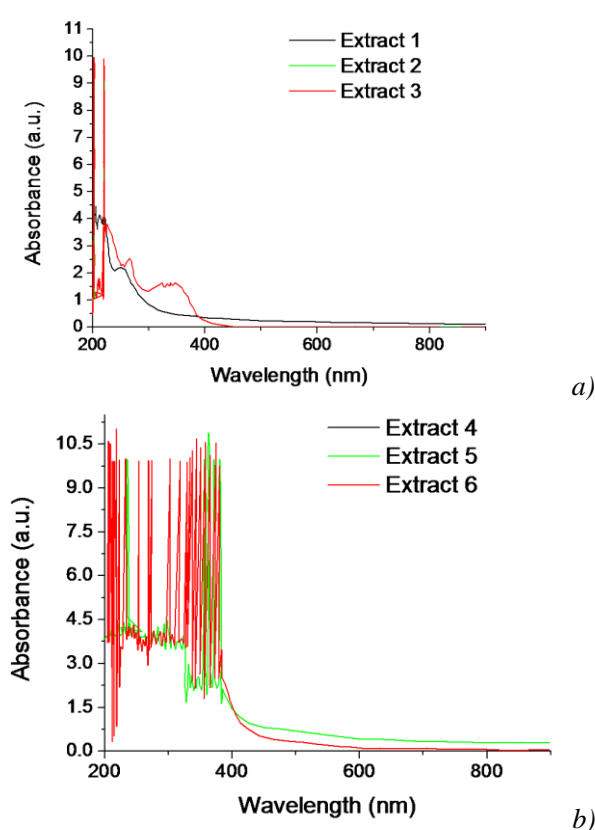 11
10
9
8
7
6
5
4
3
2
1
0
Extract 1
Extract 2
Extract 3
Absorbance (a.u.)
200 400 600 800
Wavelength (nm)
a)
10.5
9.0
7.5
6.0
4.5
3.0
1.5
0.0
Extract 4
Extract 5
Extract 6
Absorbance (a.u.)
200 400 600 800
Wavelength (nm)
b)